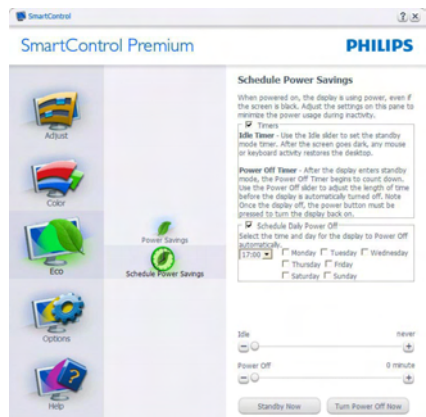 SmartControl
SmartControl Premium
PHILIPS
Adjust
Color
Eco
Options
Help
Power Savings
Schedule Power Savings
Schedule Power Savings
When powered on, the display is using power, even if
the screen is black. Adjust the settings on this pane to
minimize the power usage during inactivity.
Timers
Idle Timer - Use the Idle slider to set the standby
mode timer. After the screen goes dark, any mouse
or keyboard activity restores the desktop.
Power Off Timer - After the display enters standby
mode, the Power Off Timer begins to count down.
Use the Power Off slider to adjust the length of time
before the display is automatically turned off. Note
Once the display off, the power button must be
pressed to turn the display back on.
Schedule Daily Power Off
Select the time and day for the display to Power Off
automatically.
17:00 Monday Tuesday Wednesday
Thursday Friday
Saturday Sunday
Idle never
Power Off 0 minute
Standby Now Turn Power Off Now